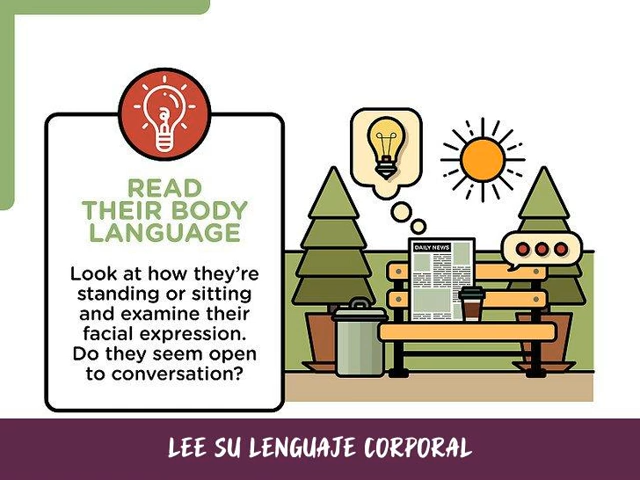 READ
THEIR BODY
LANGUAGE
Look at how they're
standing or sitting
and examine their
facial expression.
Do they seem open
to conversation?
DAILY NEWS
LEE SU LENGUAJE CORPORAL